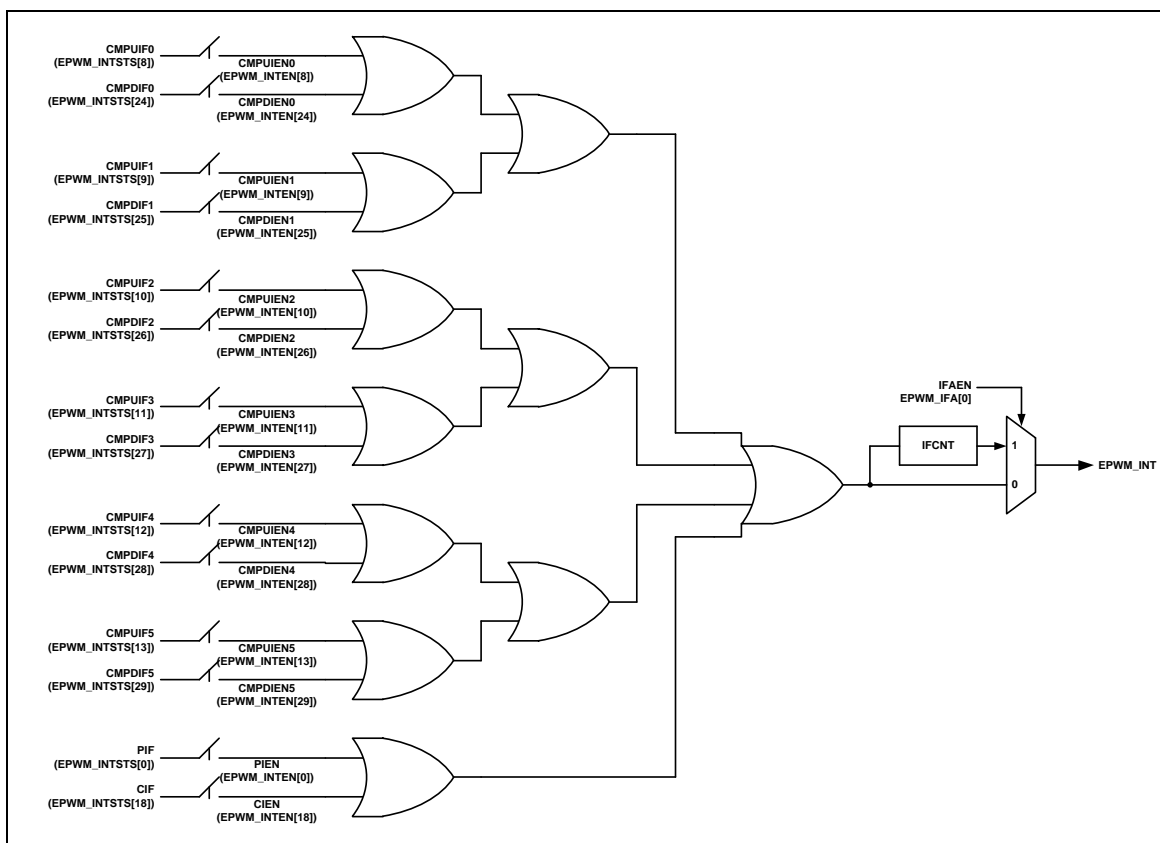 CMPUIF0
(EPWM_INTSTS[8])
CMPUIEN0
(EPWM_INTEN[8])
CMPDIF0
(EPWM_INTSTS[24])
CMPDIEN0
(EPWM_INTEN[24])
CMPUIF1
(EPWM_INTSTS[9])
CMPUIEN1
(EPWM_INTEN[9])
CMPDIF1
(EPWM_INTSTS[25])
CMPDIEN1
(EPWM_INTEN[25])
CMPUIF2
(EPWM_INTSTS[10])
CMPUIEN2
(EPWM_INTEN[10])
CMPDIF2
(EPWM_INTSTS[26])
CMPDIEN2
(EPWM_INTEN[26])
CMPUIF3
(EPWM_INTSTS[11])
CMPUIEN3
(EPWM_INTEN[11])
CMPDIF3
(EPWM_INTSTS[27])
CMPDIEN3
(EPWM_INTEN[27])
CMPUIF4
(EPWM_INTSTS[12])
CMPUIEN4
(EPWM_INTEN[12])
CMPDIF4
(EPWM_INTSTS[28])
CMPDIEN4
(EPWM_INTEN[28])
CMPUIF5
(EPWM_INTSTS[13])
CMPUIEN5
(EPWM_INTEN[13])
CMPDIF5
(EPWM_INTSTS[29])
CMPDIEN5
(EPWM_INTEN[29])
PIF
(EPWM_INTSTS[0])
PIEN
(EPWM_INTEN[0])
CIF
(EPWM_INTSTS[18])
CIEN
(EPWM_INTEN[18])
IFAEN
EPWM_IFA[0]
IFCNT
1
0
EPWM_INT